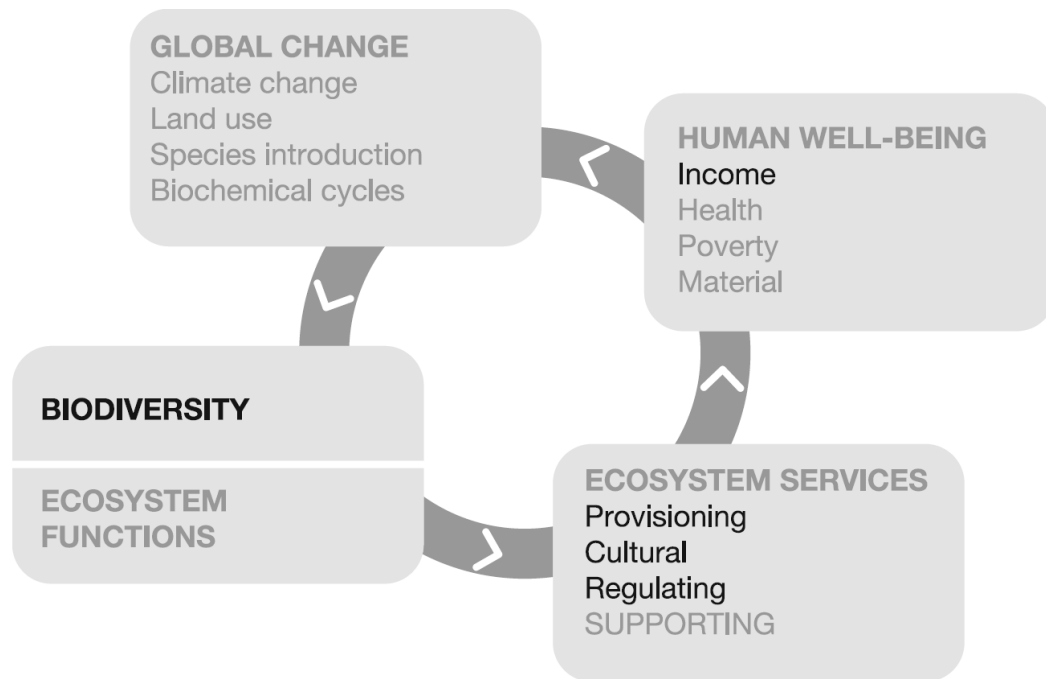 GLOBAL CHANGE
Climate change
Land use
Species introduction
Biochemical cycles
HUMAN WELL-BEING
Income
Health
Poverty
Material
BIODIVERSITY
ECOSYSTEM
FUNCTIONS
ECOSYSTEM SERVICES
Provisioning
Cultural
Regulating
SUPPORTING